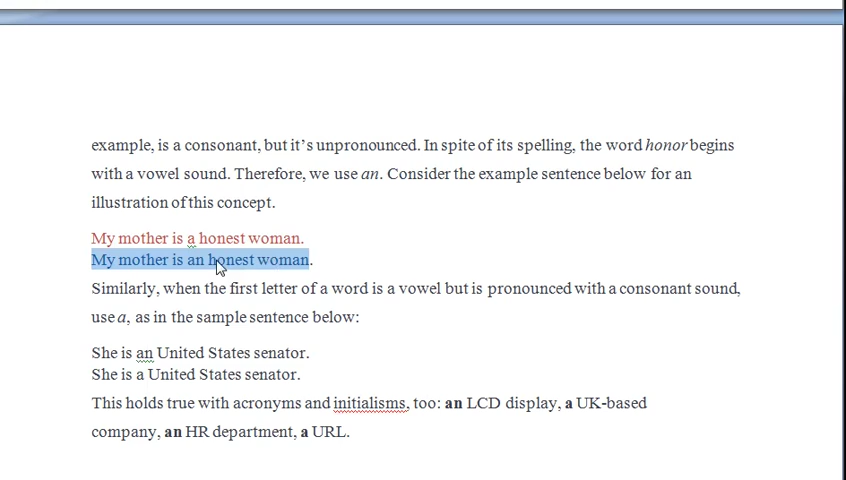 example, is a consonant, but it's unpronounced. In spite of its spelling, the word honor begins
with a vowel sound. Therefore, we use an. Consider the example sentence below for an
illustration of this concept.
My mother is a honest woman.
My mother is an honest woman.
Similarly, when the first letter of a word is a vowel but is pronounced with a consonant sound,
use a, as in the sample sentence below:
She is an United States senator.
She is a United States senator.
This holds true with acronyms and initialisms, too: an LCD display, a UK-based
company, an HR department, a URL.